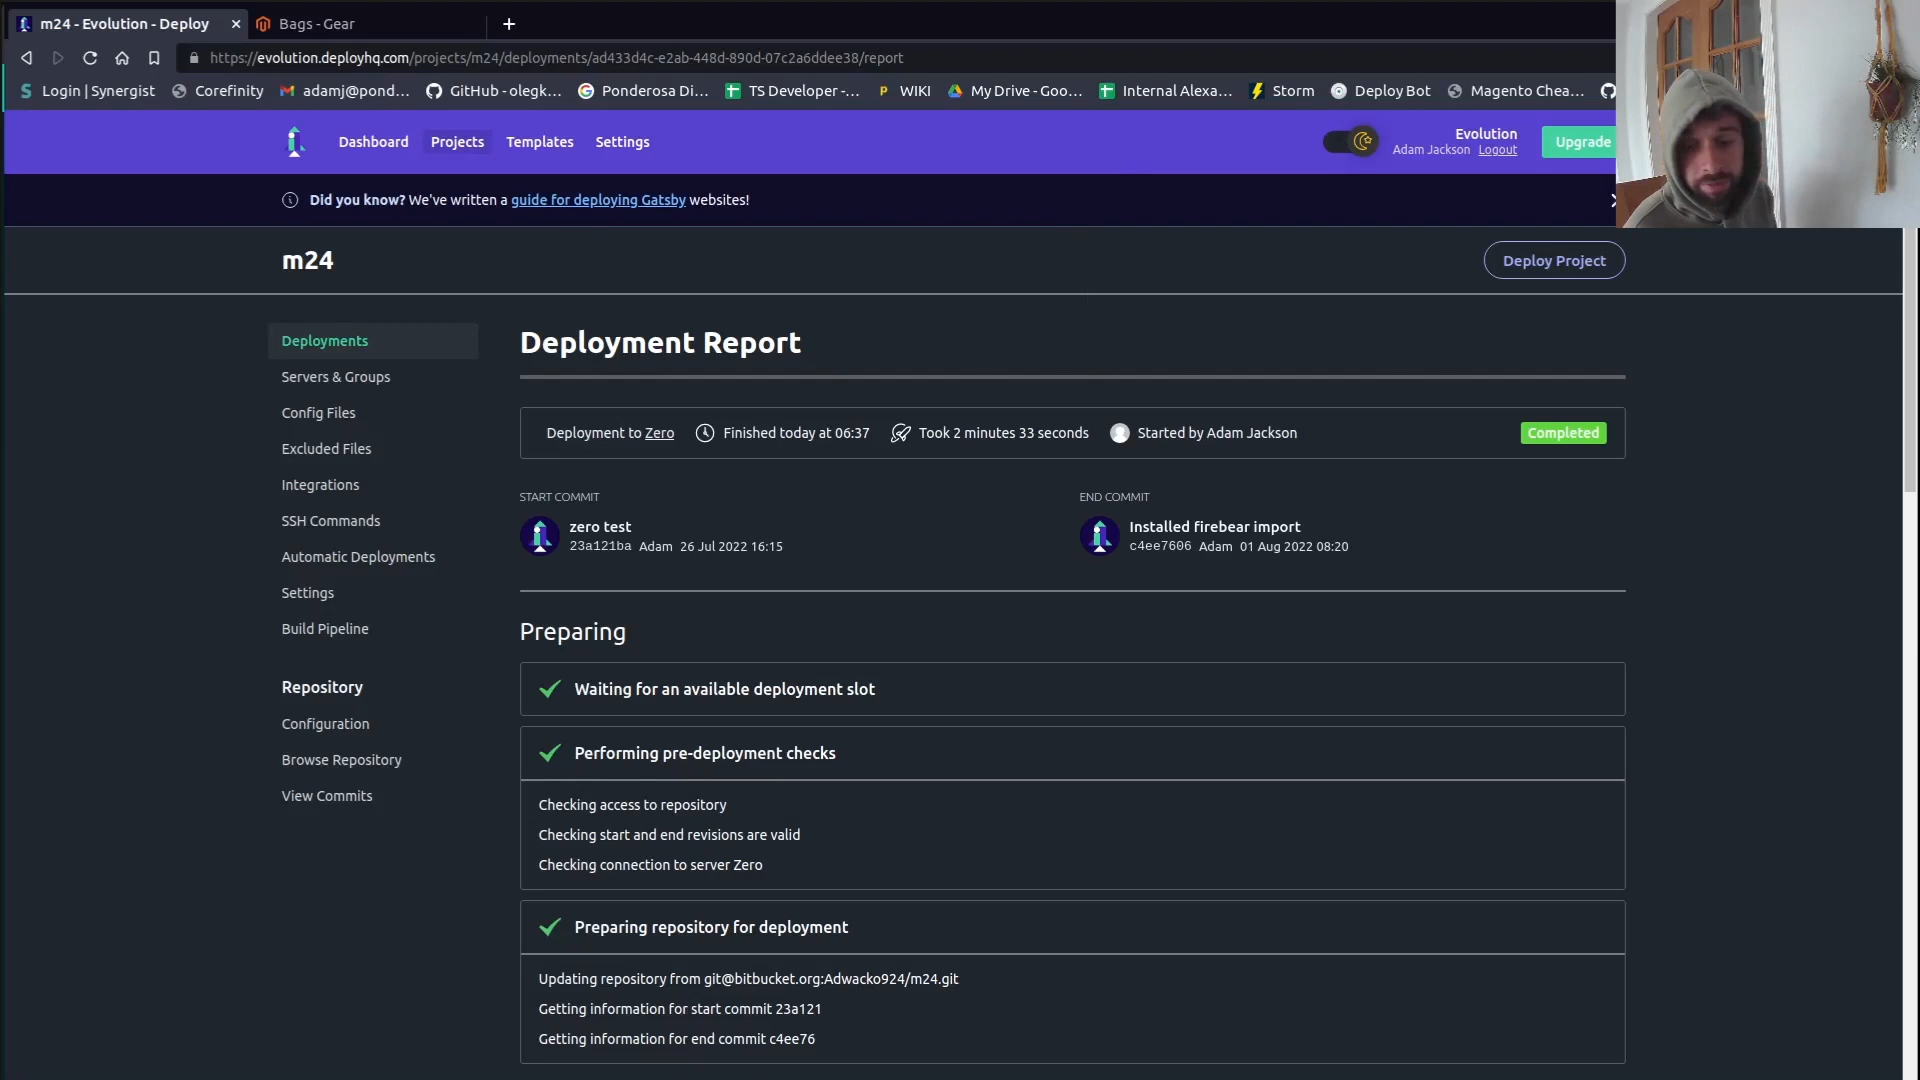 m24 - Evolution - Deploy
Bags - Gear
https://evolution.deployhq.com/projects/m24/deployments/ad433d4c-e2ab-448d-890d-07c2a6ddee38/report
Login | Synergist Corefinity adamj@pond... GitHub - olegk... Ponderosa Di... TS Developer -... WIKI My Drive - Goo... Internal Alexa... Storm Deploy Bot Magento Chea...
Dashboard Projects Templates Settings
Evolution
Adam Jackson Logout
Upgrade
Did you know? We've written a guide for deploying Gatsby websites!
m24
Deploy Project
Deployments
Servers & Groups
Config Files
Excluded Files
Integrations
SSH Commands
Automatic Deployments
Settings
Build Pipeline
Repository
Configuration
Browse Repository
View Commits
Deployment Report
Deployment to Zero Finished today at 06:37 Took 2 minutes 33 seconds Started by Adam Jackson Completed
START COMMIT
zero test
23a121ba Adam 26 Jul 2022 16:15
END COMMIT
Installed firebear import
c4ee7606 Adam 01 Aug 2022 08:20
Preparing
Waiting for an available deployment slot
Performing pre-deployment checks
Checking access to repository
Checking start and end revisions are valid
Checking connection to server Zero
Preparing repository for deployment
Updating repository from git@bitbucket.org:Adwacko924/m24.git
Getting information for start commit 23a121
Getting information for end commit c4ee76